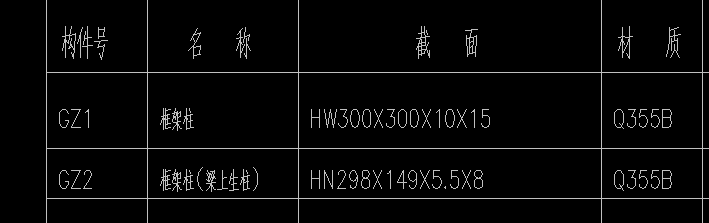 构件号 名 称 截 面 材 质
GZ1 框架柱 HW300X300X10X15 Q355B
GZ2 框架柱(梁上生柱) HN298X149X5.5X8 Q355B